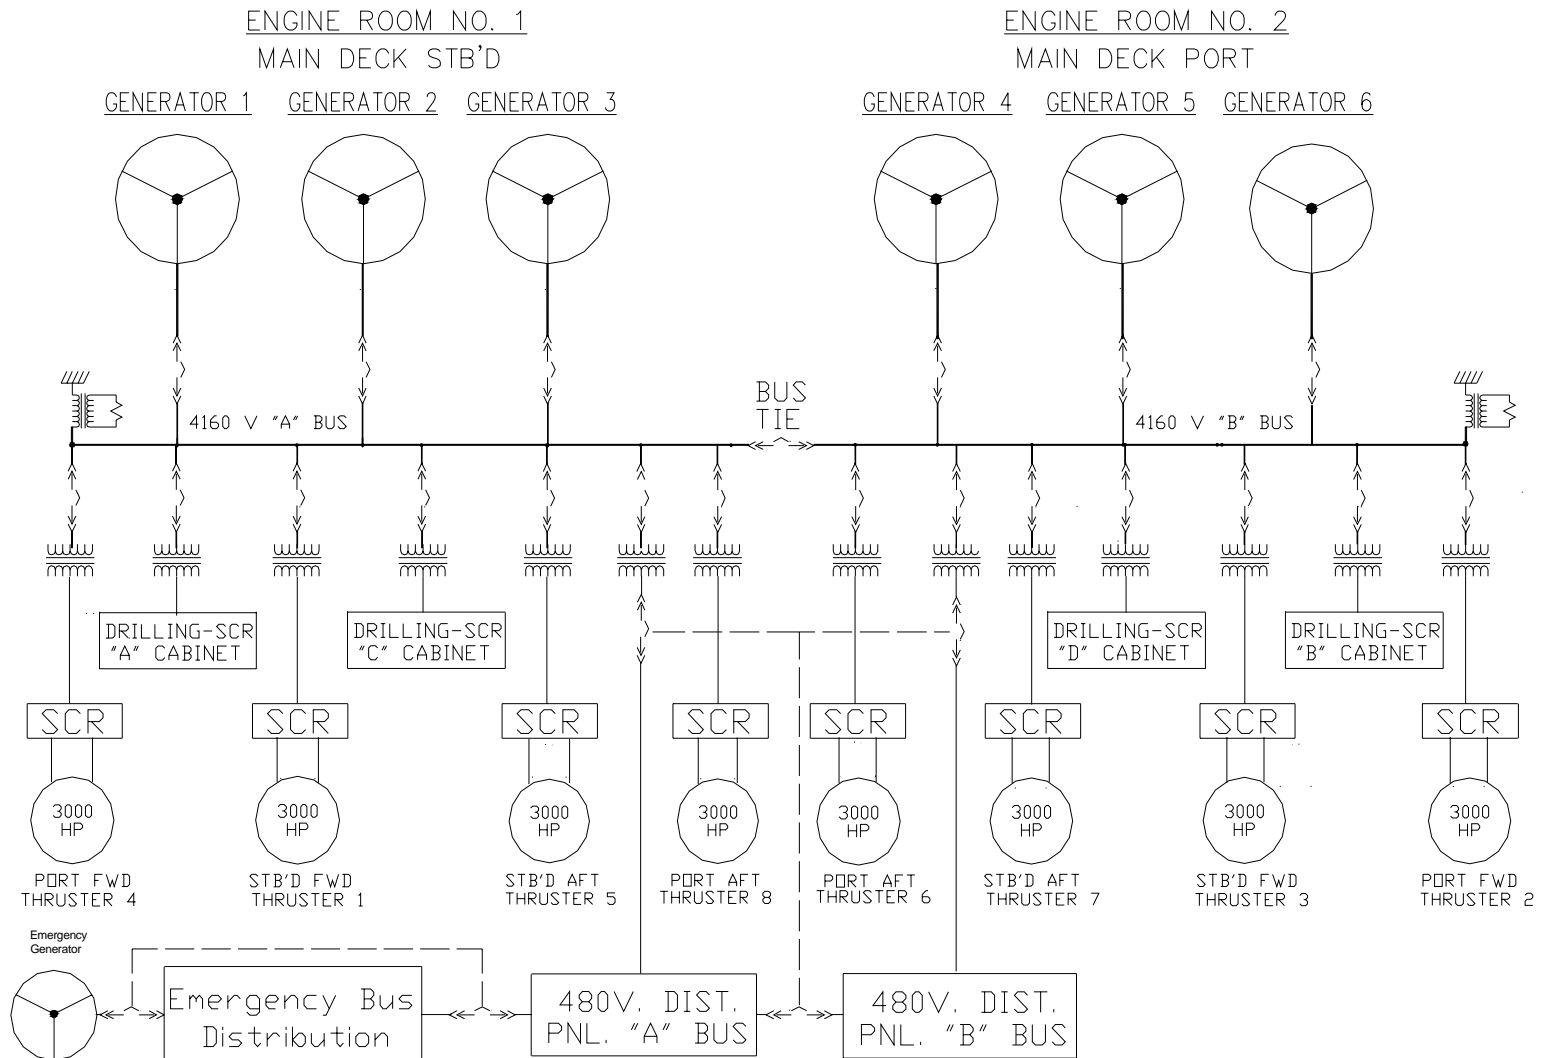 ENGINE ROOM NO. 1
MAIN DECK STB'D
ENGINE ROOM NO. 2
MAIN DECK PORT
GENERATOR 1
GENERATOR 2
GENERATOR 3
GENERATOR 4
GENERATOR 5
GENERATOR 6
4160 V "A" BUS
BUS
TIE
4160 V "B" BUS
DRILLING-SCR
"A" CABINET
DRILLING-SCR
"C" CABINET
DRILLING-SCR
"D" CABINET
DRILLING-SCR
"B" CABINET
SCR
SCR
SCR
SCR
SCR
SCR
SCR
SCR
3000
HP
3000
HP
3000
HP
3000
HP
3000
HP
3000
HP
3000
HP
3000
HP
PORT FWD
THRUSTER 4
STB'D FWD
THRUSTER 1
STB'D AFT
THRUSTER 5
PORT AFT
THRUSTER 8
PORT AFT
THRUSTER 6
STB'D AFT
THRUSTER 7
STB'D FWD
THRUSTER 3
PORT FWD
THRUSTER 2
Emergency
Generator
Emergency Bus
Distribution
480V. DIST.
PNL. "A" BUS
480V. DIST.
PNL. "B" BUS